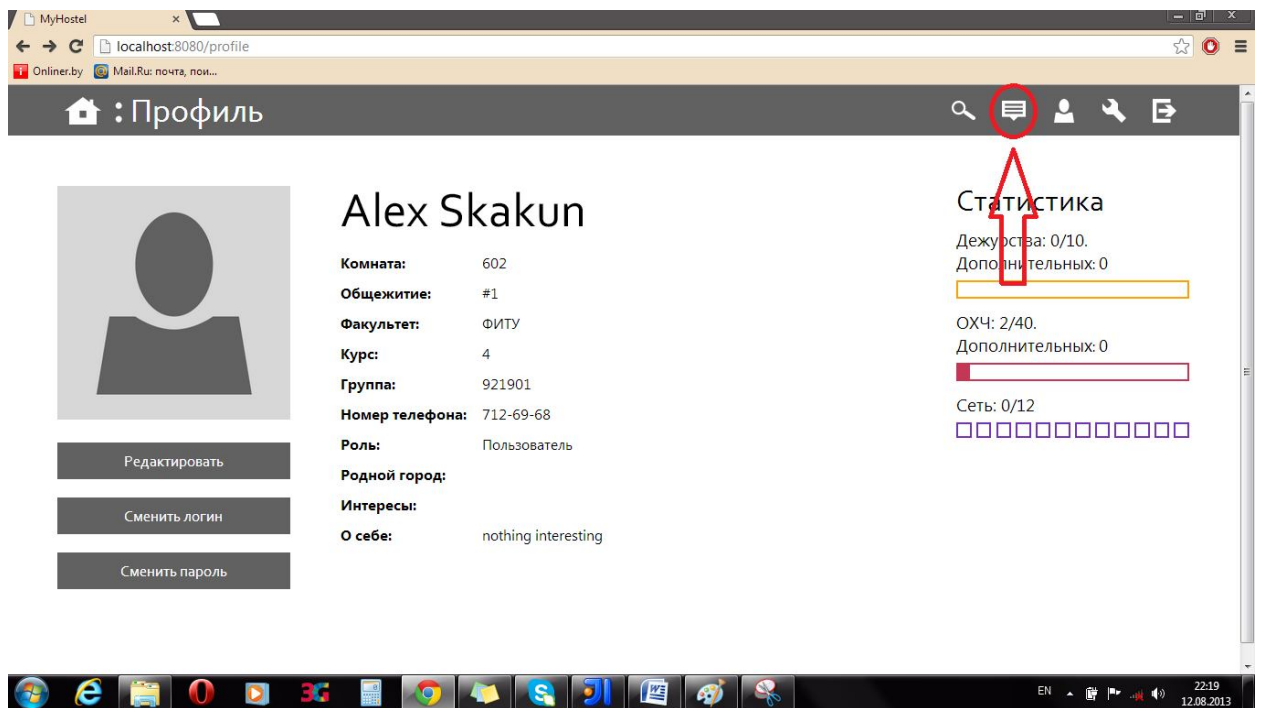 MyHostel
localhost:8080/profile
Onliner.by Mail.Ru: почта, пои...
: Профиль
Alex Skakun
Комната: 602
Общежитие: #1
Факультет: ФИТУ
Курс: 4
Группа: 921901
Номер телефона: 712-69-68
Роль: Пользователь
Родной город:
Интересы:
О себе: nothing interesting
Редактировать
Сменить логин
Сменить пароль
Статистика
Дежурства: 0/10.
Дополнительных: 0
ОХЧ: 2/40.
Дополнительных: 0
Сеть: 0/12
3G
EN
22:19
12.08.2013